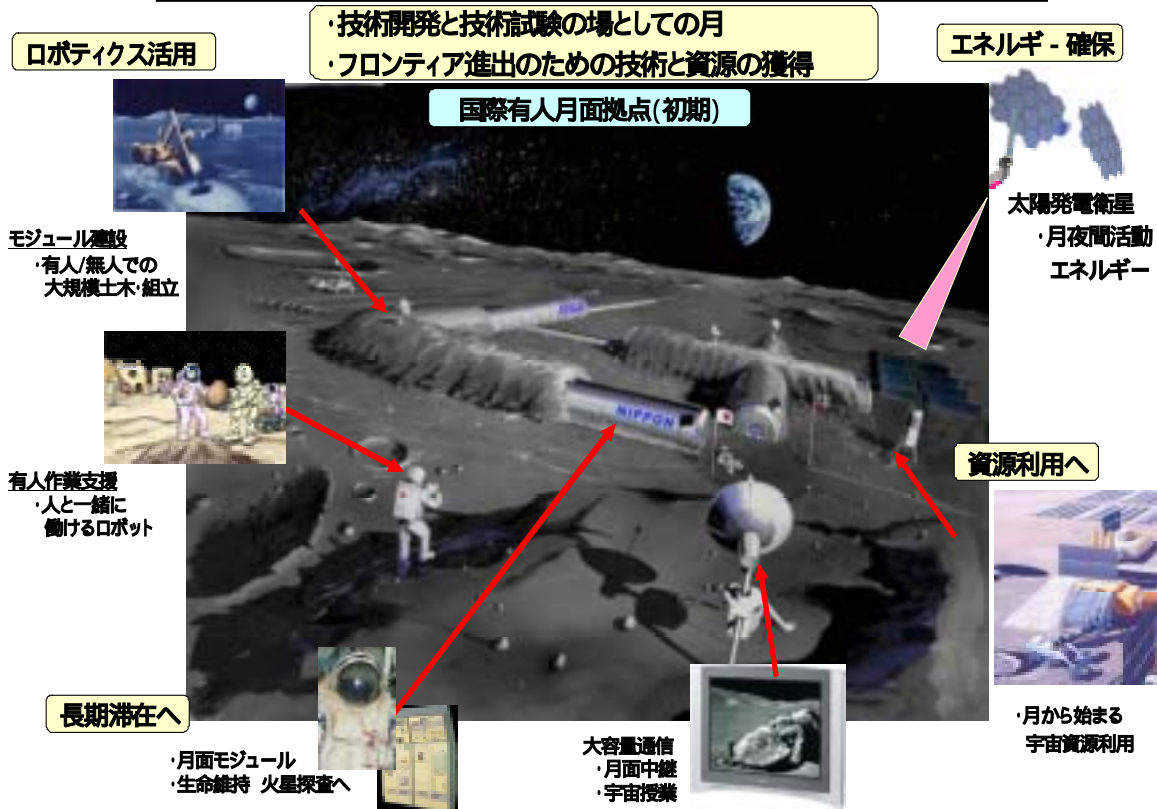 ・技術開発と技術試験の場としての月
・フロンティア進出のための技術と資源の獲得
ロボティクス活用
エネルギ - 確保
国際有人月面拠点(初期)
太陽発電衛星
・月夜間活動
エネルギー
モジュール建設
・有人/無人での
大規模土木・組立
USA
NIPPON
有人作業支援
・人と一緒に
働けるロボット
資源利用へ
長期滞在へ
・月面モジュール
・生命維持 火星探査へ
大容量通信
・月面中継
・宇宙授業
・月から始まる
宇宙資源利用